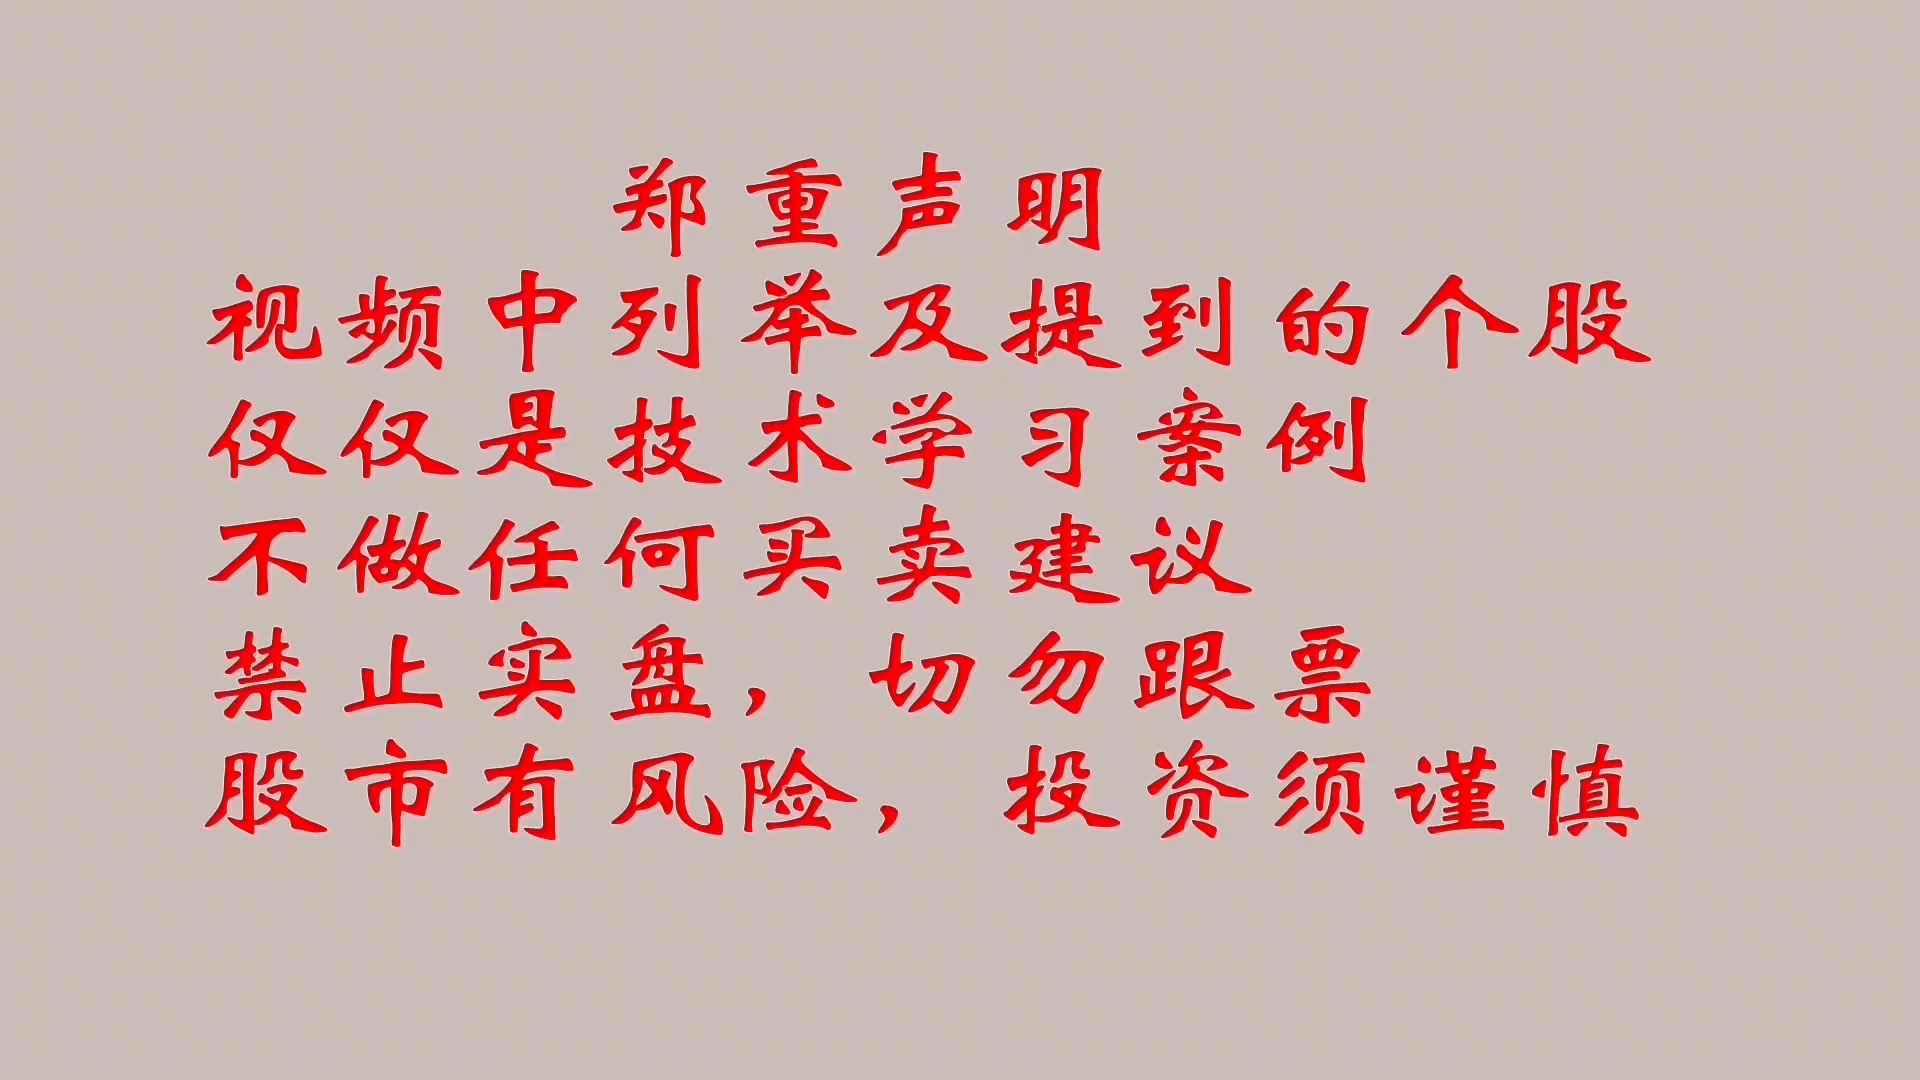 郑重声明
视频中列举及提到的个股
仅仅是技术学习案例
不做任何买卖建议
禁止实盘，切勿跟票
股市有风险，投资须谨慎